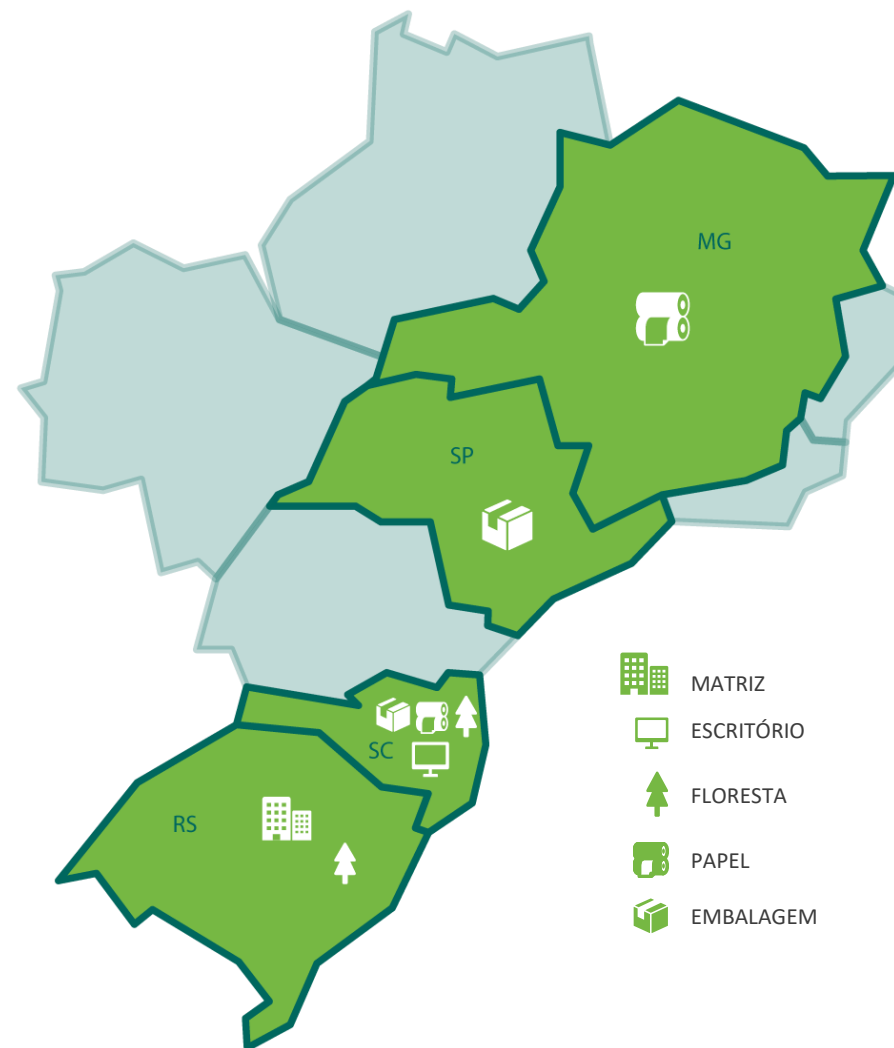 MG
SP
SC
RS
MATRIZ
ESCRITÓRIO
FLORESTA
PAPEL
EMBALAGEM